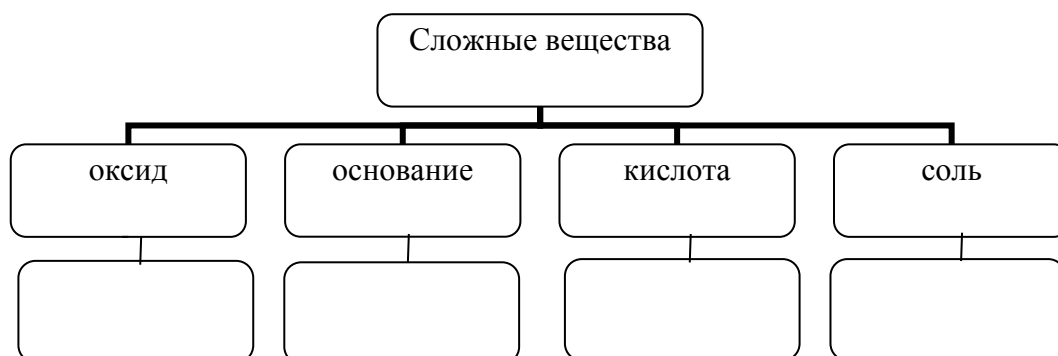 Сложные вещества
оксид
основание
кислота
соль